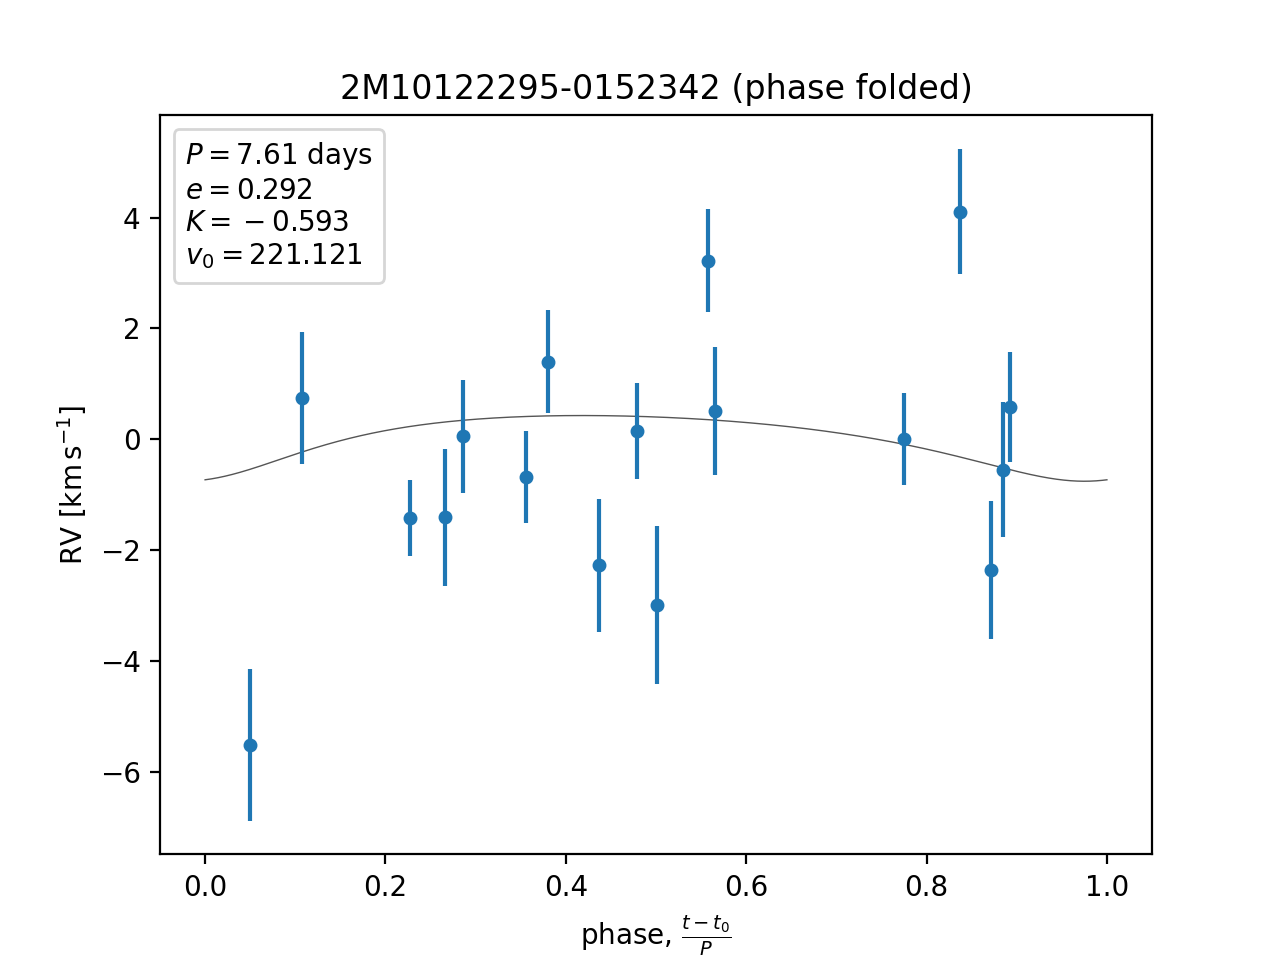 2M10122295-0152342 (phase folded)
P = 7.61 days
e = 0.292
K = −0.593
v₀ = 221.121
RV [km s⁻¹]
4
2
0
−2
−4
−6
0.0 0.2 0.4 0.6 0.8 1.0
phase, (t − t₀)/P